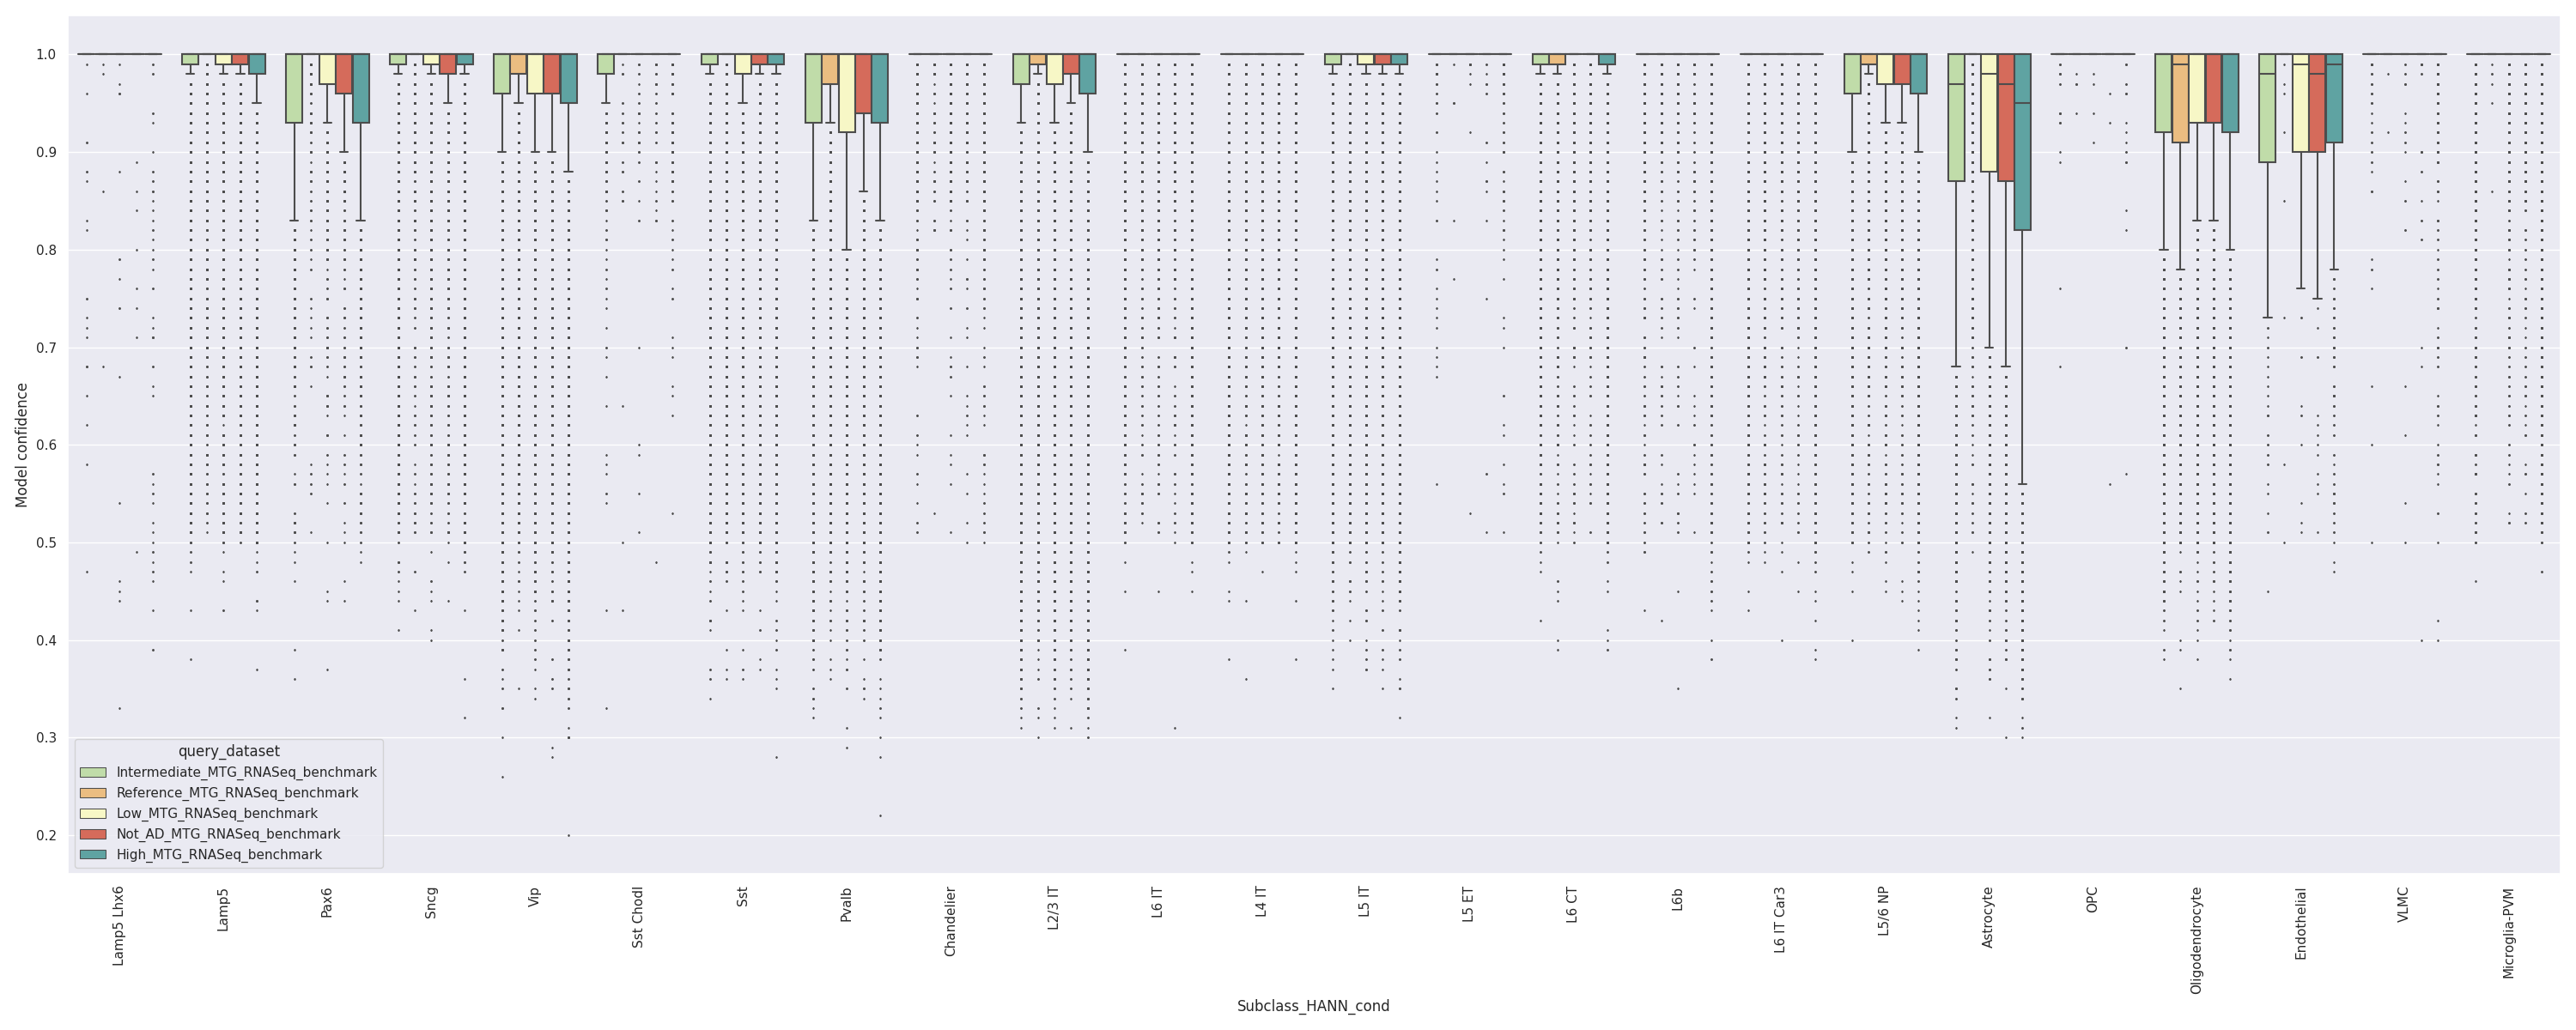 1.0
0.9
0.8
0.7
0.6
0.5
0.4
0.3
0.2
Model confidence
query_dataset
Intermediate_MTG_RNASeq_benchmark
Reference_MTG_RNASeq_benchmark
Low_MTG_RNASeq_benchmark
Not_AD_MTG_RNASeq_benchmark
High_MTG_RNASeq_benchmark
Lamp5 Lhx6
Lamp5
Pax6
Sncg
Vip
Sst Chodl
Sst
Pvalb
Chandelier
L2/3 IT
L6 IT
L4 IT
L5 IT
L5 ET
L6 CT
L6b
L6 IT Car3
L5/6 NP
Astrocyte
OPC
Oligodendrocyte
Endothelial
VLMC
Microglia-PVM
Subclass_HANN_cond